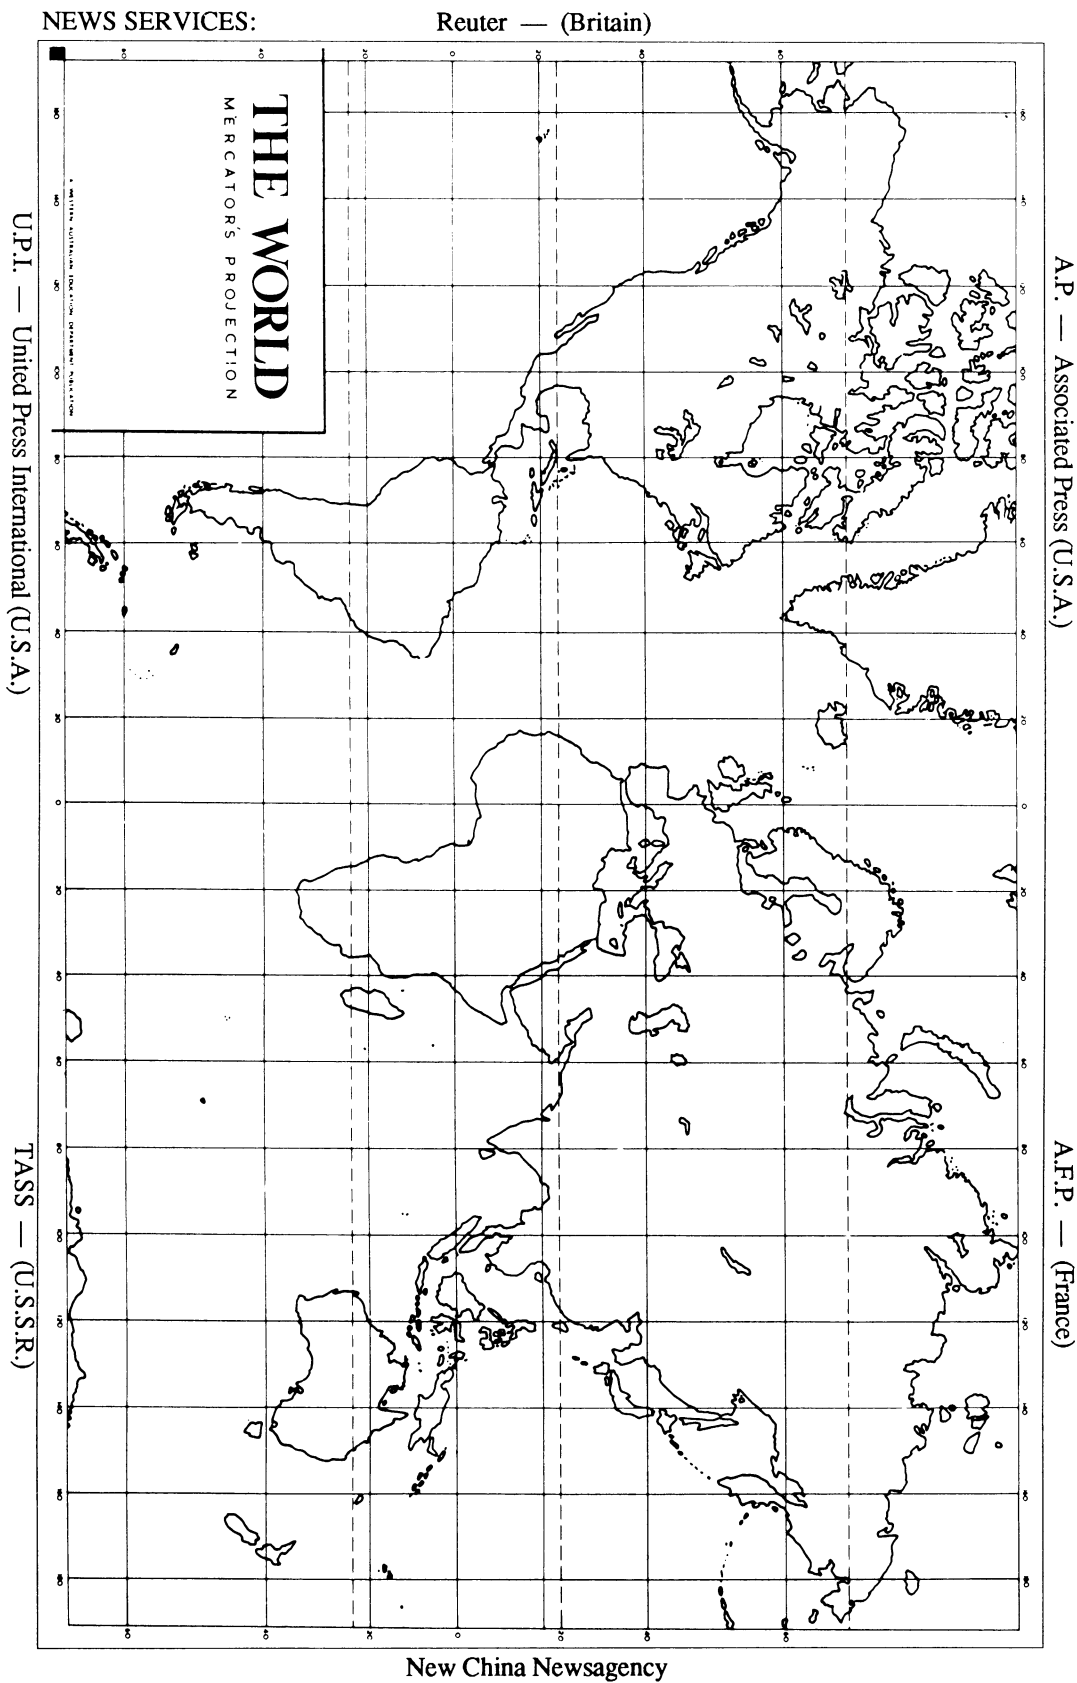 NEWS SERVICES:
Reuter — (Britain)
A.P. — Associated Press (U.S.A.)
A.F.P. — (France)
THE WORLD
MERCATOR'S PROJECTION
U.P.I. — United Press International (U.S.A.)
TASS — (U.S.S.R.)
New China Newsagency